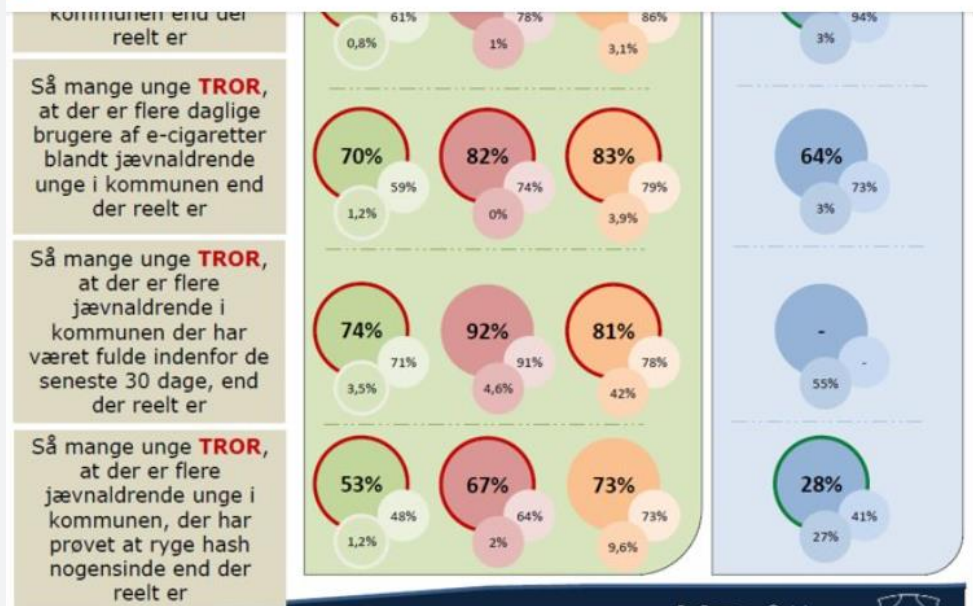 kommunen end der
reelt er
61%
0,8%
78%
1%
86%
3,1%
94%
3%
Så mange unge TROR,
at der er flere daglige
brugere af e-cigaretter
blandt jævnaldrende
unge i kommunen end
der reelt er
70%
59%
1,2%
82%
74%
0%
83%
79%
3,9%
64%
73%
3%
Så mange unge TROR,
at der er flere
jævnaldrende i
kommunen der har
været fulde indenfor de
seneste 30 dage, end
der reelt er
74%
71%
3,5%
92%
91%
4,6%
81%
78%
42%
-
-
55%
Så mange unge TROR,
at der er flere
jævnaldrende unge i
kommunen, der har
prøvet at ryge hash
nogensinde end der
reelt er
53%
48%
1,2%
67%
64%
2%
73%
73%
9,6%
28%
41%
27%